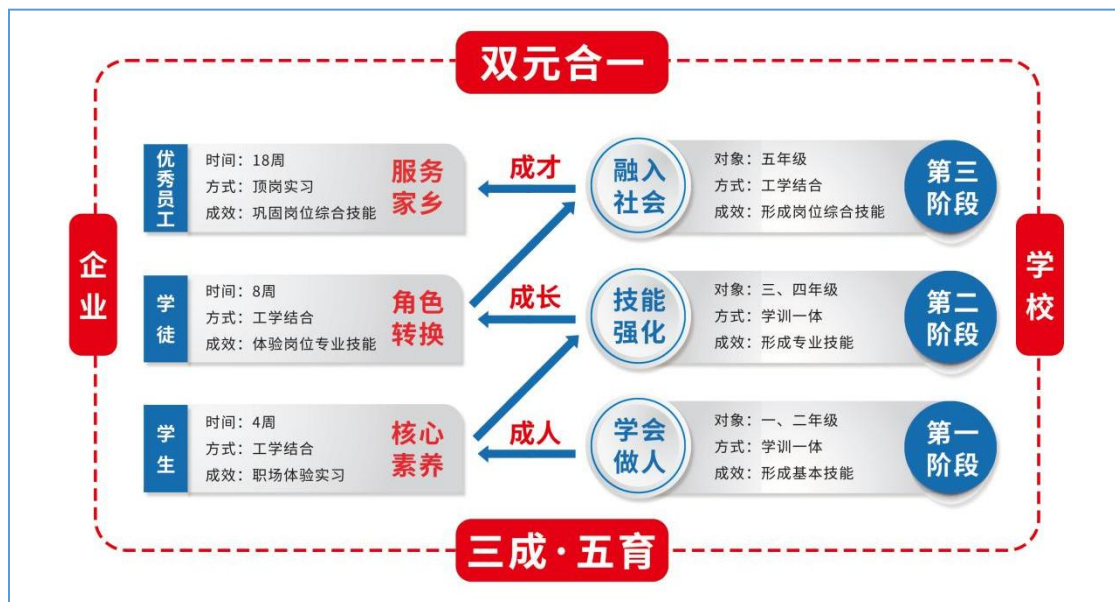 双元合一
优秀员工
时间：18周
方式：顶岗实习
成效：巩固岗位综合技能
服务
家乡
成才
融入
社会
对象：五年级
方式：工学结合
成效：形成岗位综合技能
第三
阶段
企业
学徒
时间：8周
方式：工学结合
成效：体验岗位专业技能
角色
转换
成长
技能
强化
对象：三、四年级
方式：学训一体
成效：形成专业技能
第二
阶段
学校
学生
时间：4周
方式：工学结合
成效：职场体验实习
核心
素养
成人
学会
做人
对象：一、二年级
方式：学训一体
成效：形成基本技能
第一
阶段
三成·五育